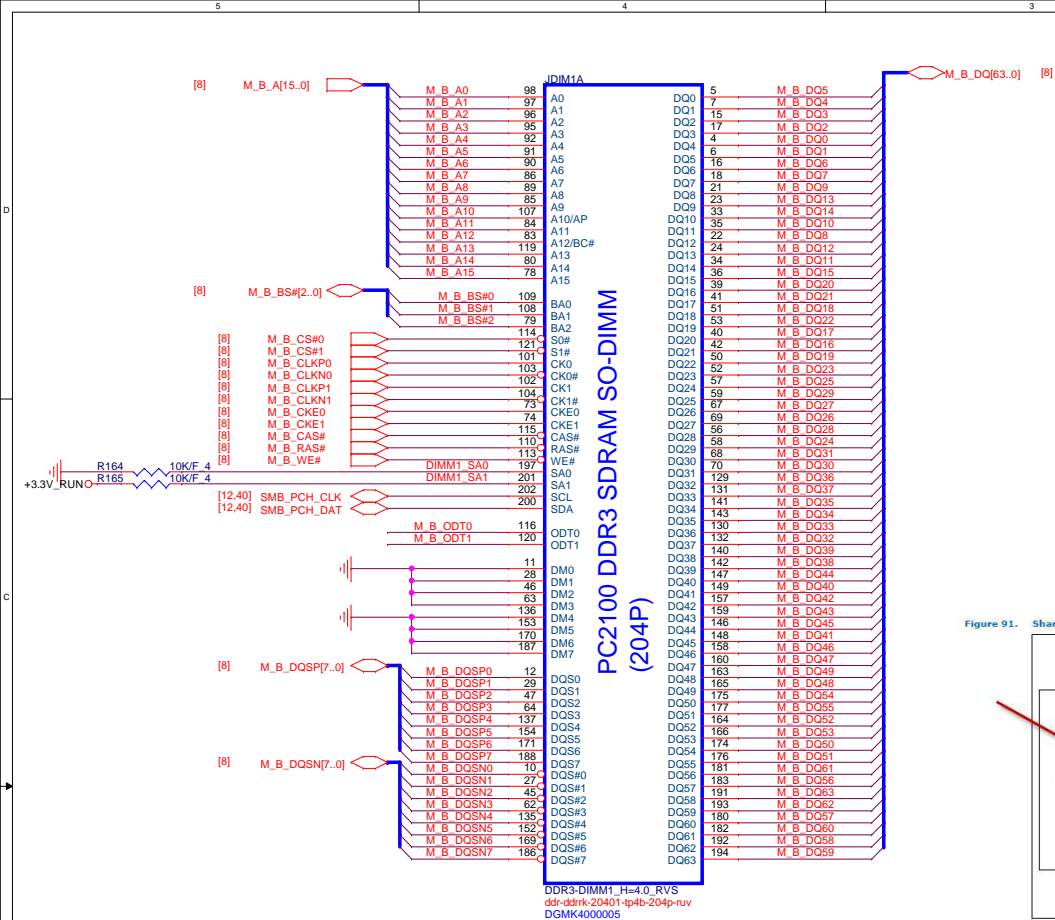 5 4 3
JDIM1A
[8] M_B_A[15..0]
M_B_DQ[63..0] [8]
M_B_A0 98 A0 DQ0 5 M_B_DQ5
M_B_A1 97 A1 DQ1 7 M_B_DQ4
M_B_A2 96 A2 DQ2 15 M_B_DQ3
M_B_A3 95 A3 DQ3 17 M_B_DQ2
M_B_A4 92 A4 DQ4 4 M_B_DQ0
M_B_A5 91 A5 DQ5 6 M_B_DQ1
M_B_A6 90 A6 DQ6 16 M_B_DQ6
M_B_A7 86 A7 DQ7 18 M_B_DQ7
M_B_A8 89 A8 DQ8 21 M_B_DQ9
M_B_A9 85 A9 DQ9 23 M_B_DQ13
M_B_A10 107 A10/AP DQ10 33 M_B_DQ14
M_B_A11 84 A11 DQ11 35 M_B_DQ10
M_B_A12 83 A12/BC# DQ12 22 M_B_DQ8
M_B_A13 119 A13 DQ13 24 M_B_DQ12
M_B_A14 80 A14 DQ14 34 M_B_DQ11
M_B_A15 78 A15 DQ15 36 M_B_DQ15
D
DQ16 39 M_B_DQ20
[8] M_B_BS#[2..0]
M_B_BS#0 109 BA0 DQ17 41 M_B_DQ21
M_B_BS#1 108 BA1 DQ18 51 M_B_DQ18
M_B_BS#2 79 BA2 DQ19 53 M_B_DQ22
[8] M_B_CS#0 114 S0# DQ20 40 M_B_DQ17
[8] M_B_CS#1 121 S1# DQ21 42 M_B_DQ16
[8] M_B_CLKP0 101 CK0 DQ22 50 M_B_DQ19
[8] M_B_CLKN0 103 CK0# DQ23 52 M_B_DQ23
[8] M_B_CLKP1 102 CK1 DQ24 57 M_B_DQ25
[8] M_B_CLKN1 104 CK1# DQ25 59 M_B_DQ29
[8] M_B_CKE0 73 CKE0 DQ26 67 M_B_DQ27
[8] M_B_CKE1 74 CKE1 DQ27 69 M_B_DQ26
[8] M_B_CAS# 115 CAS# DQ28 56 M_B_DQ28
[8] M_B_RAS# 110 RAS# DQ29 58 M_B_DQ24
[8] M_B_WE# 113 WE# DQ30 68 M_B_DQ31
R164 10K/F_4 DIMM1_SA0 197 SA0 DQ31 70 M_B_DQ30
+3.3V_RUN R165 10K/F_4 DIMM1_SA1 201 SA1 DQ32 129 M_B_DQ36
[12,40] SMB_PCH_CLK 202 SCL DQ33 131 M_B_DQ37
[12,40] SMB_PCH_DAT 200 SDA DQ34 141 M_B_DQ35
DQ35 143 M_B_DQ34
M_B_ODT0 116 ODT0 DQ36 130 M_B_DQ33
M_B_ODT1 120 ODT1 DQ37 132 M_B_DQ32
DQ38 140 M_B_DQ39
11 DM0 DQ39 142 M_B_DQ38
28 DM1 DQ40 147 M_B_DQ44
46 DM2 DQ41 149 M_B_DQ40
63 DM3 DQ42 157 M_B_DQ42
136 DM4 DQ43 159 M_B_DQ43
153 DM5 DQ44 146 M_B_DQ45
170 DM6 DQ45 148 M_B_DQ41
187 DM7 DQ46 158 M_B_DQ46
C
DQ47 160 M_B_DQ47
[8] M_B_DQSP[7..0]
M_B_DQSP0 12 DQS0 DQ48 163 M_B_DQ49
M_B_DQSP1 29 DQS1 DQ49 165 M_B_DQ48
M_B_DQSP2 47 DQS2 DQ50 175 M_B_DQ54
M_B_DQSP3 64 DQS3 DQ51 177 M_B_DQ55
M_B_DQSP4 137 DQS4 DQ52 164 M_B_DQ52
M_B_DQSP5 154 DQS5 DQ53 166 M_B_DQ53
M_B_DQSP6 171 DQS6 DQ54 174 M_B_DQ50
M_B_DQSP7 188 DQS7 DQ55 176 M_B_DQ51
[8] M_B_DQSN[7..0]
M_B_DQSN0 10 DQS#0 DQ56 181 M_B_DQ61
M_B_DQSN1 27 DQS#1 DQ57 183 M_B_DQ56
M_B_DQSN2 45 DQS#2 DQ58 191 M_B_DQ63
M_B_DQSN3 62 DQS#3 DQ59 193 M_B_DQ62
M_B_DQSN4 135 DQS#4 DQ60 180 M_B_DQ57
M_B_DQSN5 152 DQS#5 DQ61 182 M_B_DQ60
M_B_DQSN6 169 DQS#6 DQ62 192 M_B_DQ58
M_B_DQSN7 186 DQS#7 DQ63 194 M_B_DQ59
PC2100 DDR3 SDRAM SO-DIMM
(204P)
DDR3-DIMM1_H=4.0_RVS
ddr-ddrrk-20401-tp4b-204p-ruv
DGMK4000005
Figure 91. Shar